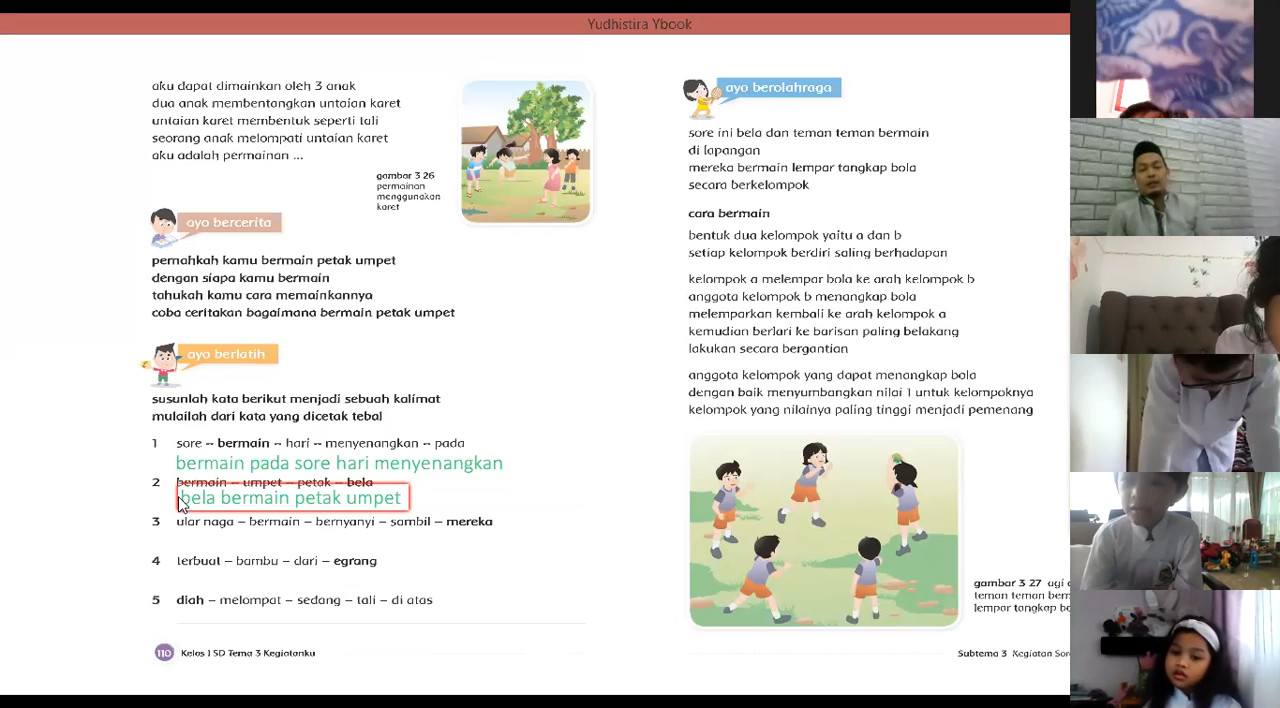 Yudhistira Ybook
aku dapat dimainkan oleh 3 anak
dua anak membentangkan untaian karet
untaian karet membentuk seperti tali
seorang anak melompati untaian karet
aku adalah permainan ...
gambar 3 26
permainan
menggunakan
karet
ayo bercerita
pernahkah kamu bermain petak umpet
dengan siapa kamu bermain
tahukah kamu cara memainkannya
coba ceritakan bagaimana bermain petak umpet
ayo berlatih
susunlah kata berikut menjadi sebuah kalimat
mulailah dari kata yang dicetak tebal
1 sore -- bermain -- hari -- menyenangkan -- pada
bermain pada sore hari menyenangkan
2 bermain – umpet – petak – bela
bela bermain petak umpet
3 ular naga – bermain – bernyanyi – sambil – mereka
4 terbuat – bambu – dari – egrang
5 diah – melompat – sedang – tali – di atas
110 Kelas I SD Tema 3 Kegiatanku
ayo berolahraga
sore ini bela dan teman teman bermain
di lapangan
mereka bermain lempar tangkap bola
secara berkelompok
cara bermain
bentuk dua kelompok yaitu a dan b
setiap kelompok berdiri saling berhadapan
kelompok a melempar bola ke arah kelompok b
anggota kelompok b menangkap bola
melemparkan kembali ke arah kelompok a
kemudian berlari ke barisan paling belakang
lakukan secara bergantian
anggota kelompok yang dapat menangkap bola
dengan baik menyumbangkan nilai 1 untuk kelompoknya
kelompok yang nilainya paling tinggi menjadi pemenang
gambar 3 27 agi
teman teman
lempar tangkap
Subtema 3 Kegiatan